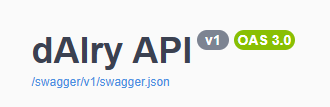 dAIry API v1 OAS 3.0
/swagger/v1/swagger.json